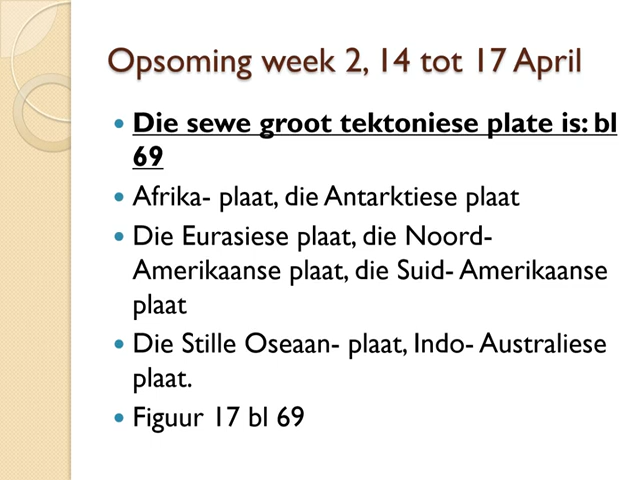 Opsoming week 2, 14 tot 17 April
Die sewe groot tektoniese plate is: bl
69
Afrika- plaat, die Antarktiese plaat
Die Eurasiese plaat, die Noord-
Amerikaanse plaat, die Suid- Amerikaanse
plaat
Die Stille Oseaan- plaat, Indo- Australiese
plaat.
Figuur 17 bl 69